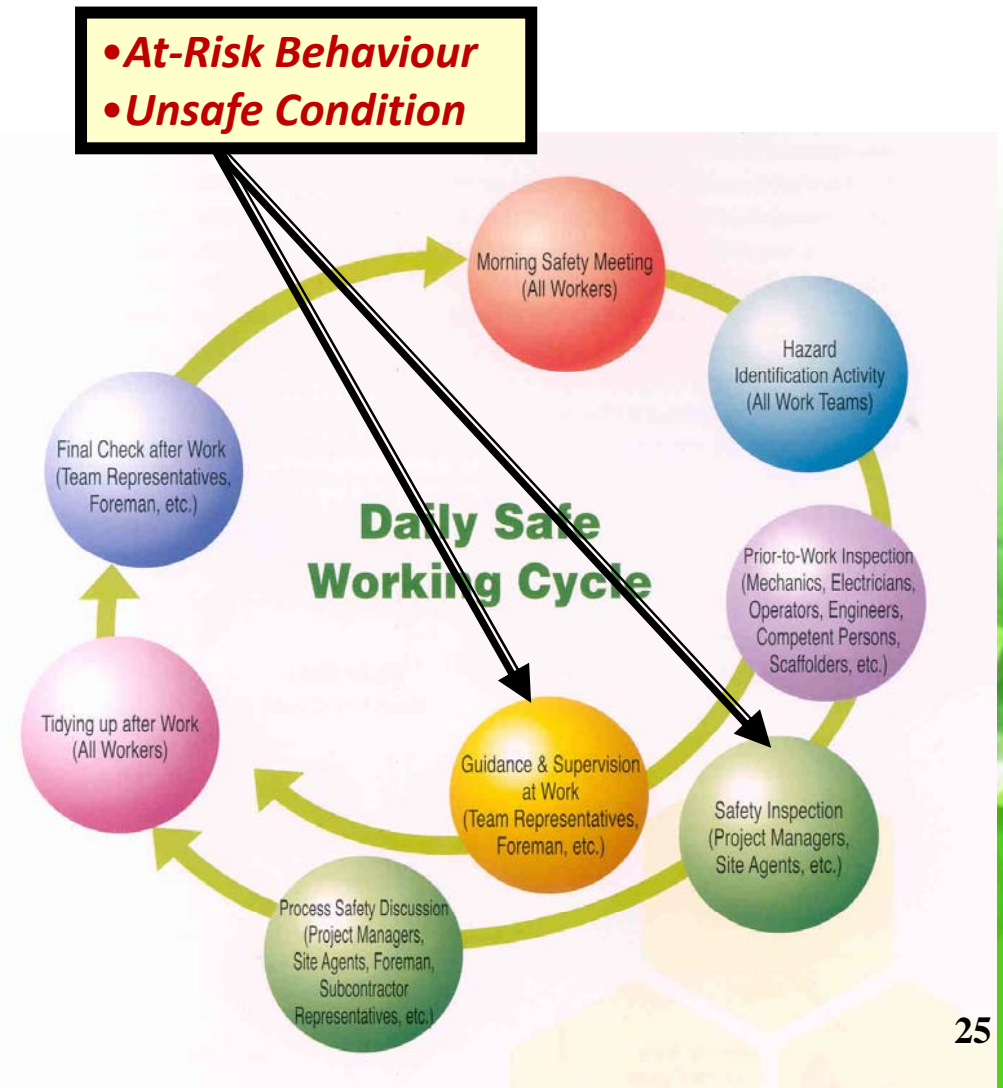 •At-Risk Behaviour
•Unsafe Condition
Morning Safety Meeting
(All Workers)
Hazard
Identification Activity
(All Work Teams)
Prior-to-Work Inspection
(Mechanics, Electricians,
Operators, Engineers,
Competent Persons,
Scaffolders, etc.)
Final Check after Work
(Team Representatives,
Foreman, etc.)
Daily Safe
Working Cycle
Tidying up after Work
(All Workers)
Guidance & Supervision
at Work
(Team Representatives,
Foreman, etc.)
Safety Inspection
(Project Managers,
Site Agents, etc.)
Process Safety Discussion
(Project Managers,
Site Agents, Foreman,
Subcontractor
Representatives, etc.)
25